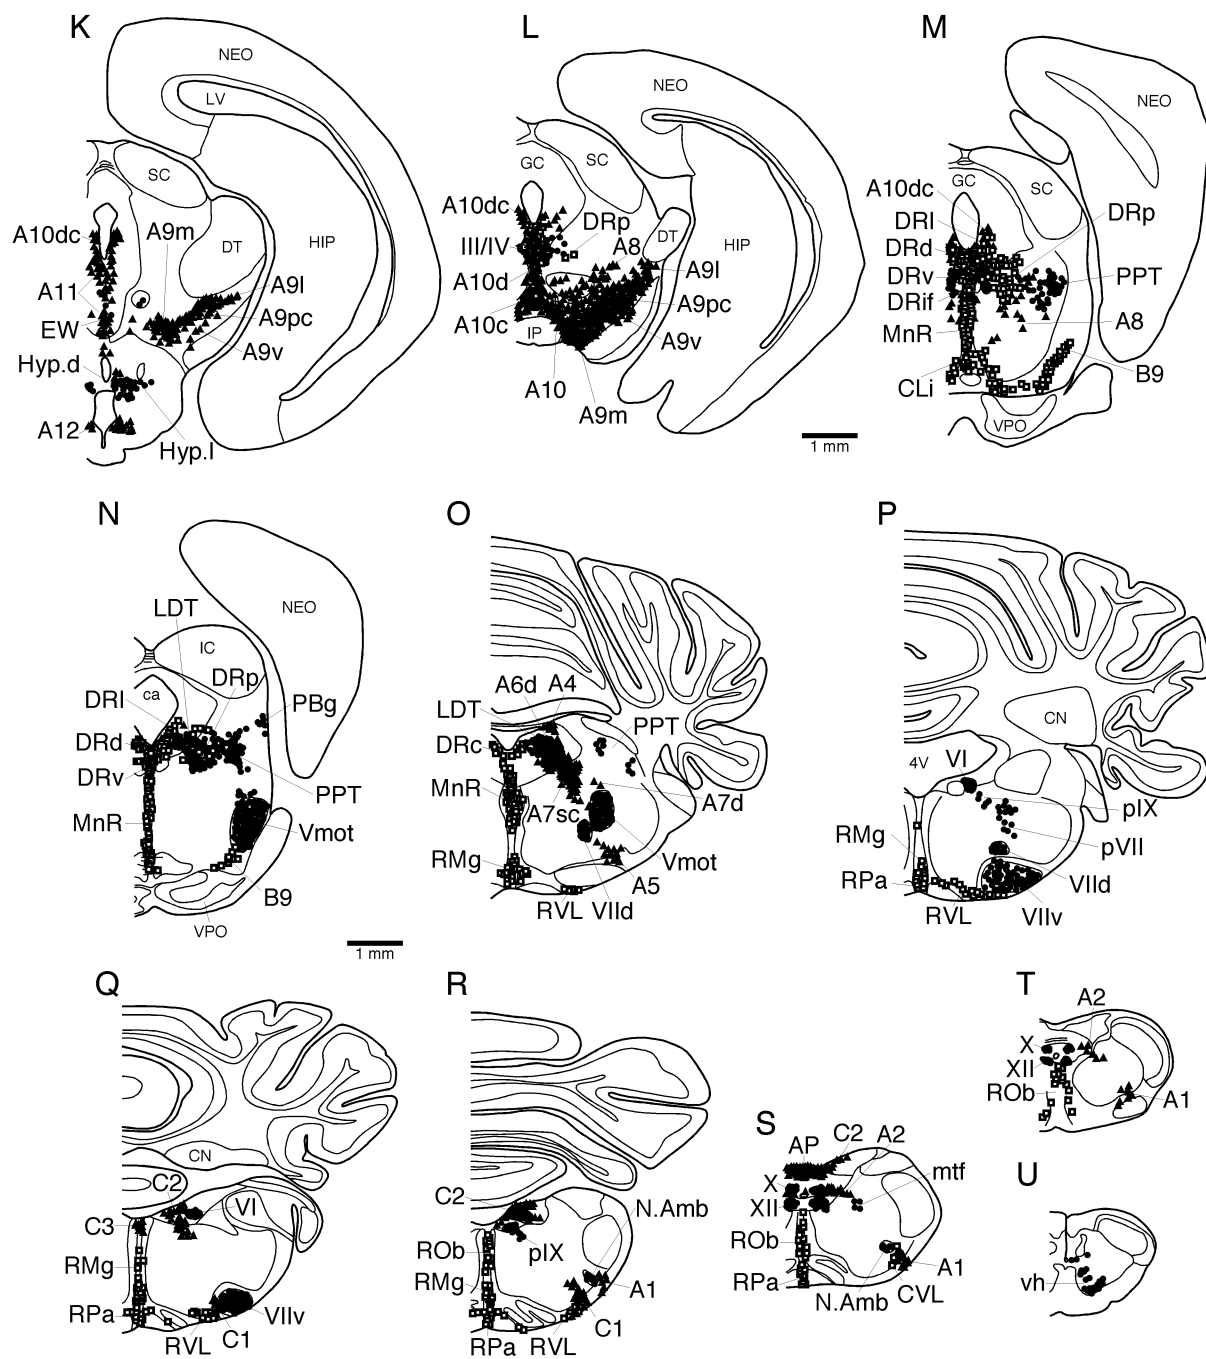 K
NEO
LV
SC
A10dc
A9m
DT
HIP
A11
A9l
EW
A9pc
Hyp.d
A9v
A12
Hyp.l
L
NEO
GC
SC
A10dc
DRp
III/IV
A8
DT
HIP
A10d
A9l
A9pc
A10c
IP
A9v
A10
A9m
1 mm
M
NEO
GC
SC
A10dc
DRl
DRp
DRd
DRv
PPT
DRif
MnR
A8
CLi
B9
VPO
N
NEO
LDT
IC
ca
DRp
DRl
PBg
DRd
DRv
PPT
MnR
Vmot
B9
VPO
1 mm
O
A6d
A4
LDT
PPT
DRc
MnR
A7sc
A7d
RMg
Vmot
A5
RVL
VIId
P
CN
4V
VI
pIX
RMg
pVII
RPa
VIId
RVL
VIIv
Q
CN
C2
VI
C3
RMg
RPa
VIIv
RVL
C1
R
C2
N.Amb
ROb
pIX
RMg
A1
C1
RPa
RVL
S
AP
C2
A2
X
mtf
XII
ROb
RPa
A1
N.Amb
CVL
T
A2
X
XII
ROb
A1
U
vh